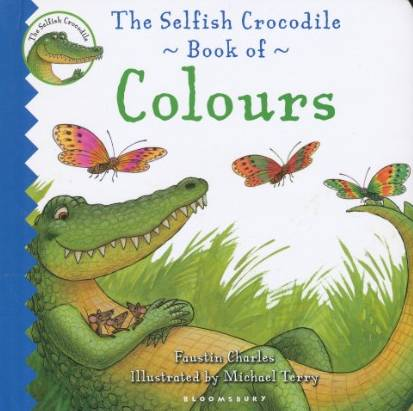 The Selfish Crocodile
The Selfish Crocodile
~ Book of ~
Colours
Faustin Charles
Illustrated by Michael Terry
BLOOMSBURY